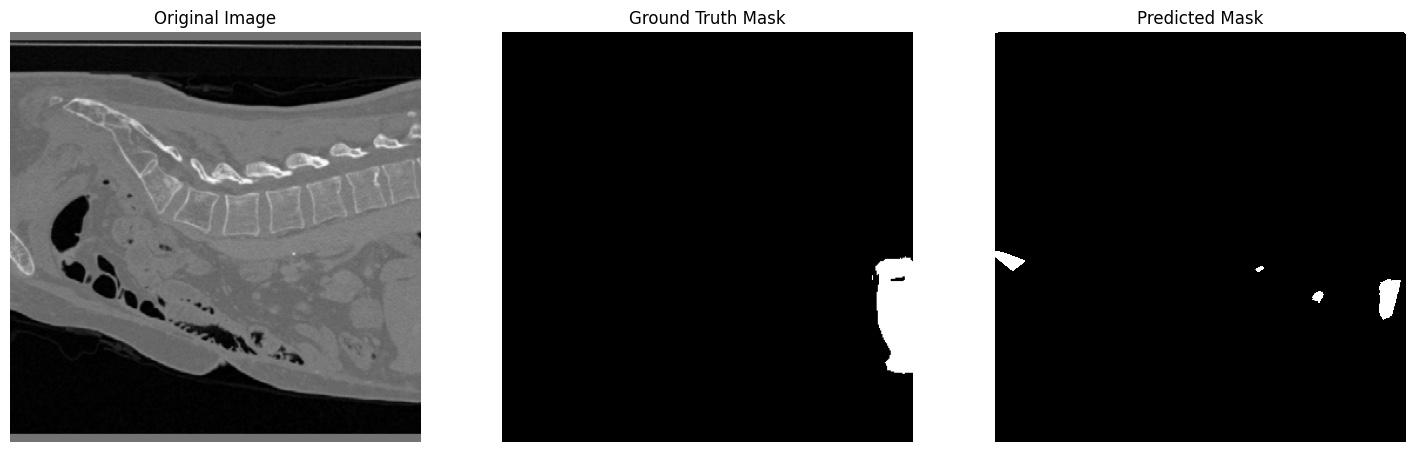 Original Image
Ground Truth Mask
Predicted Mask